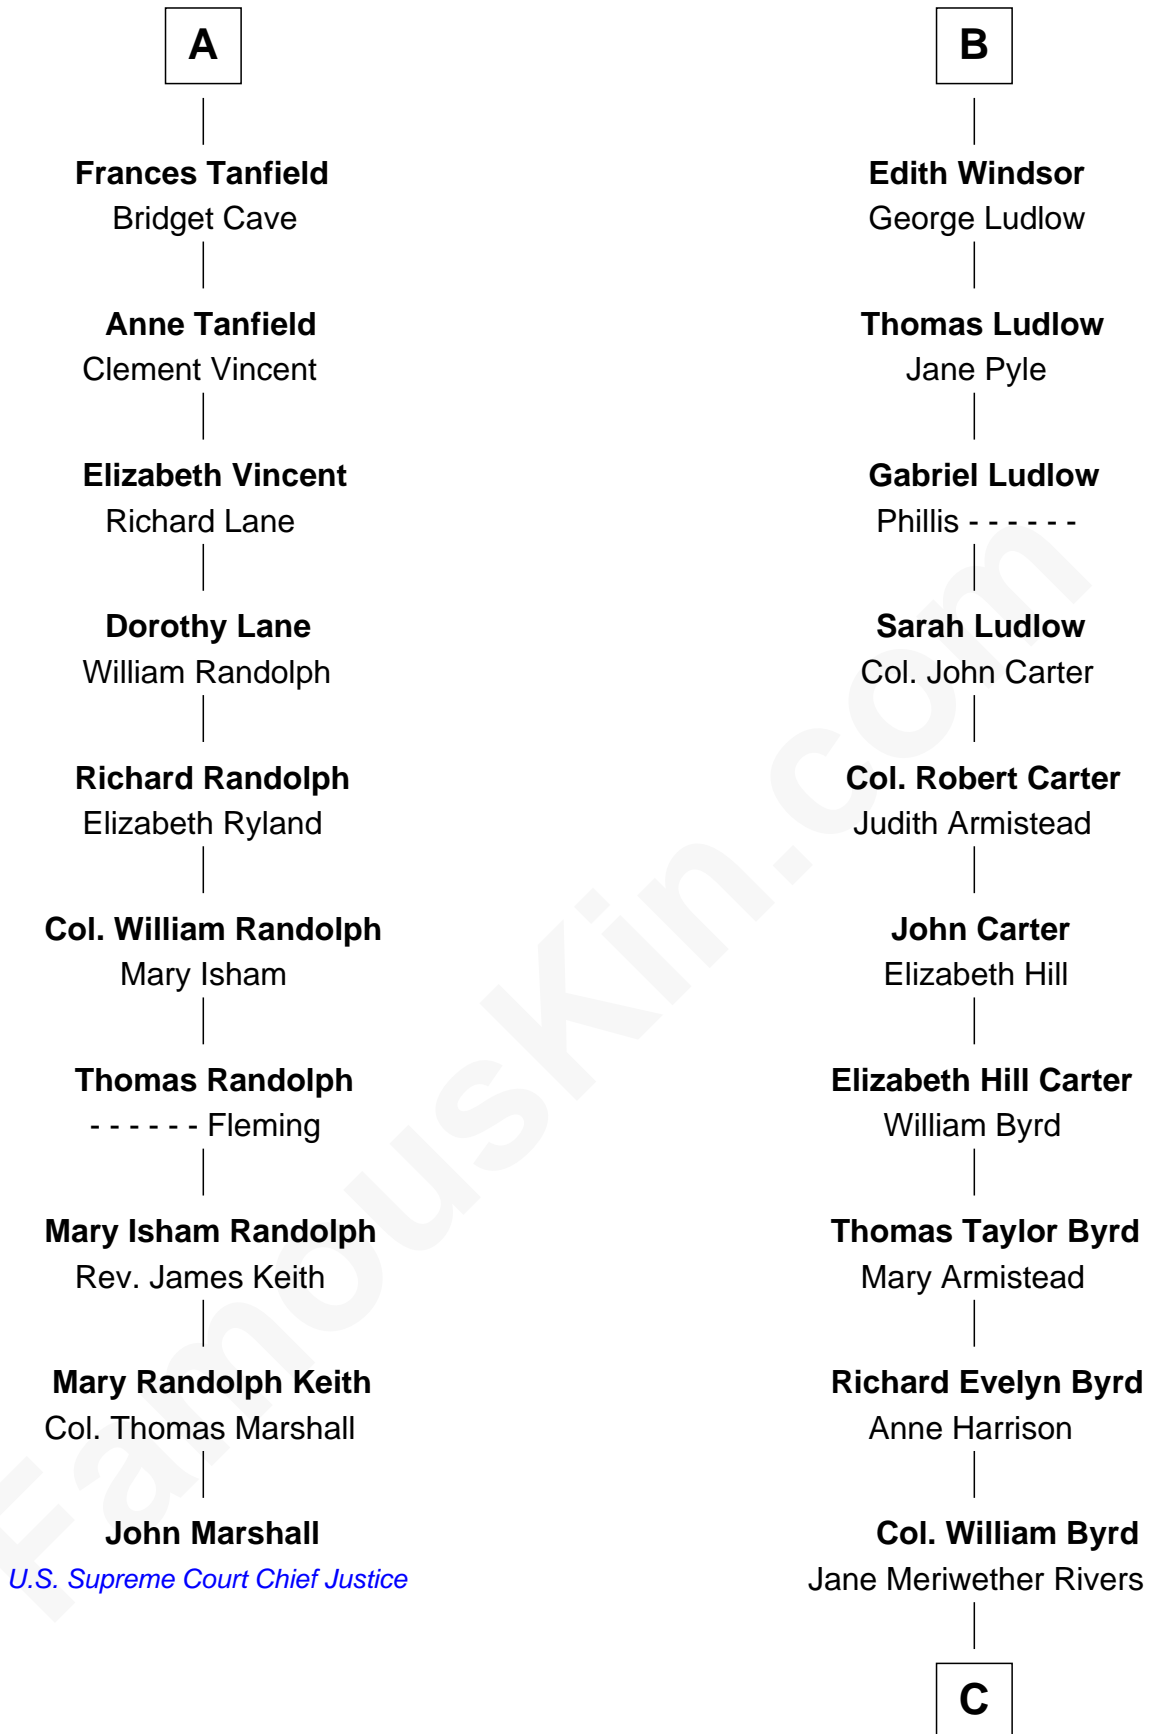 A
Frances Tanfield
Bridget Cave
Anne Tanfield
Clement Vincent
Elizabeth Vincent
Richard Lane
Dorothy Lane
William Randolph
Richard Randolph
Elizabeth Ryland
Col. William Randolph
Mary Isham
Thomas Randolph
- - - - - - Fleming
Mary Isham Randolph
Rev. James Keith
Mary Randolph Keith
Col. Thomas Marshall
John Marshall
U.S. Supreme Court Chief Justice
B
Edith Windsor
George Ludlow
Thomas Ludlow
Jane Pyle
Gabriel Ludlow
Phillis - - - - - -
Sarah Ludlow
Col. John Carter
Col. Robert Carter
Judith Armistead
John Carter
Elizabeth Hill
Elizabeth Hill Carter
William Byrd
Thomas Taylor Byrd
Mary Armistead
Richard Evelyn Byrd
Anne Harrison
Col. William Byrd
Jane Meriwether Rivers
C
FamousKin.com